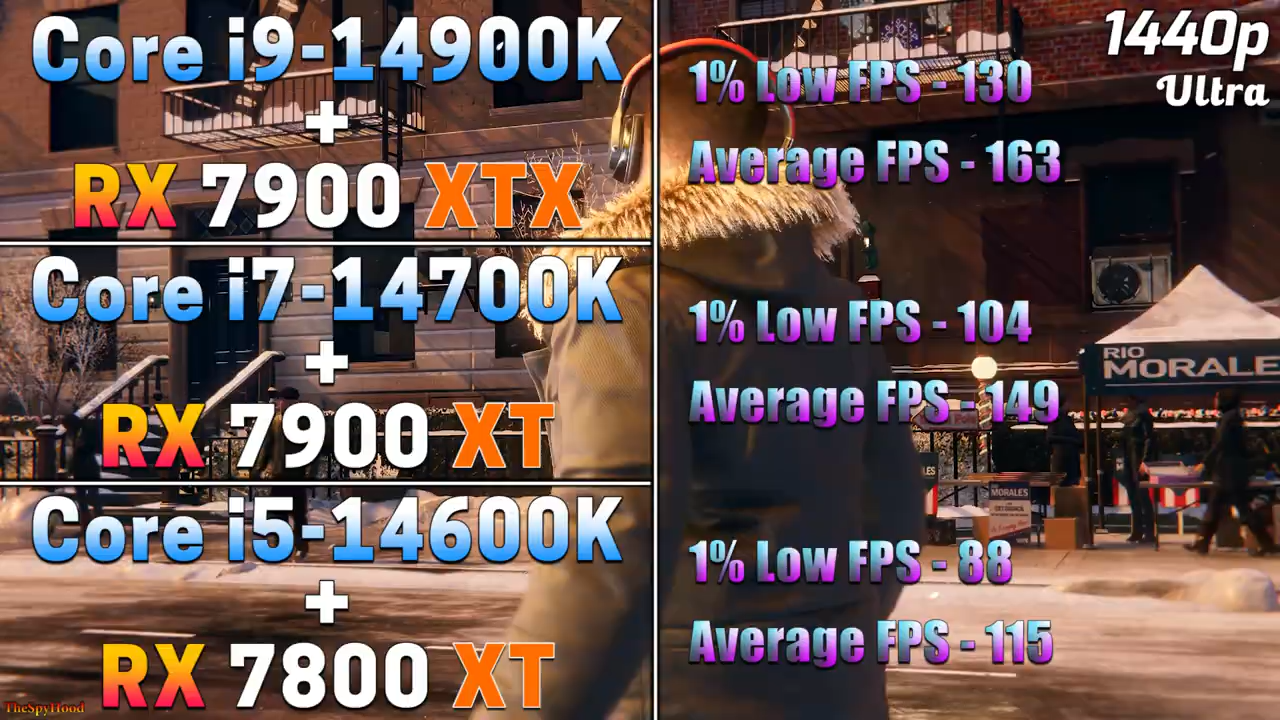 Core i9-14900K
+
RX 7900 XTX
1% Low FPS - 130
Average FPS - 163
1440p
Ultra
Core i7-14700K
+
RX 7900 XT
1% Low FPS - 104
Average FPS - 149
RIO
MORALE
LES
MORALES
Core i5-14600K
+
RX 7800 XT
1% Low FPS - 88
Average FPS - 115
TheSpyHood